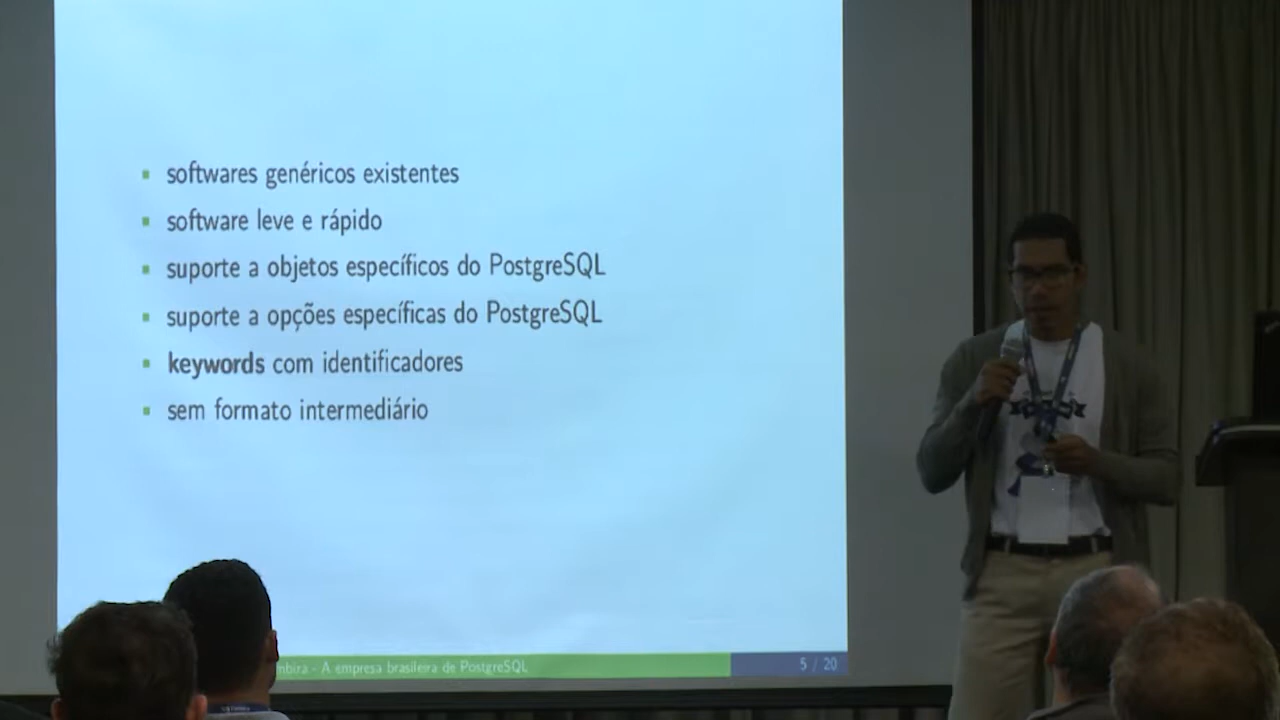 softwares genéricos existentes
software leve e rápido
suporte a objetos específicos do PostgreSQL
suporte a opções específicas do PostgreSQL
keywords com identificadores
sem formato intermediário
- A empresa brasileira de PostgreSQL
5 / 20